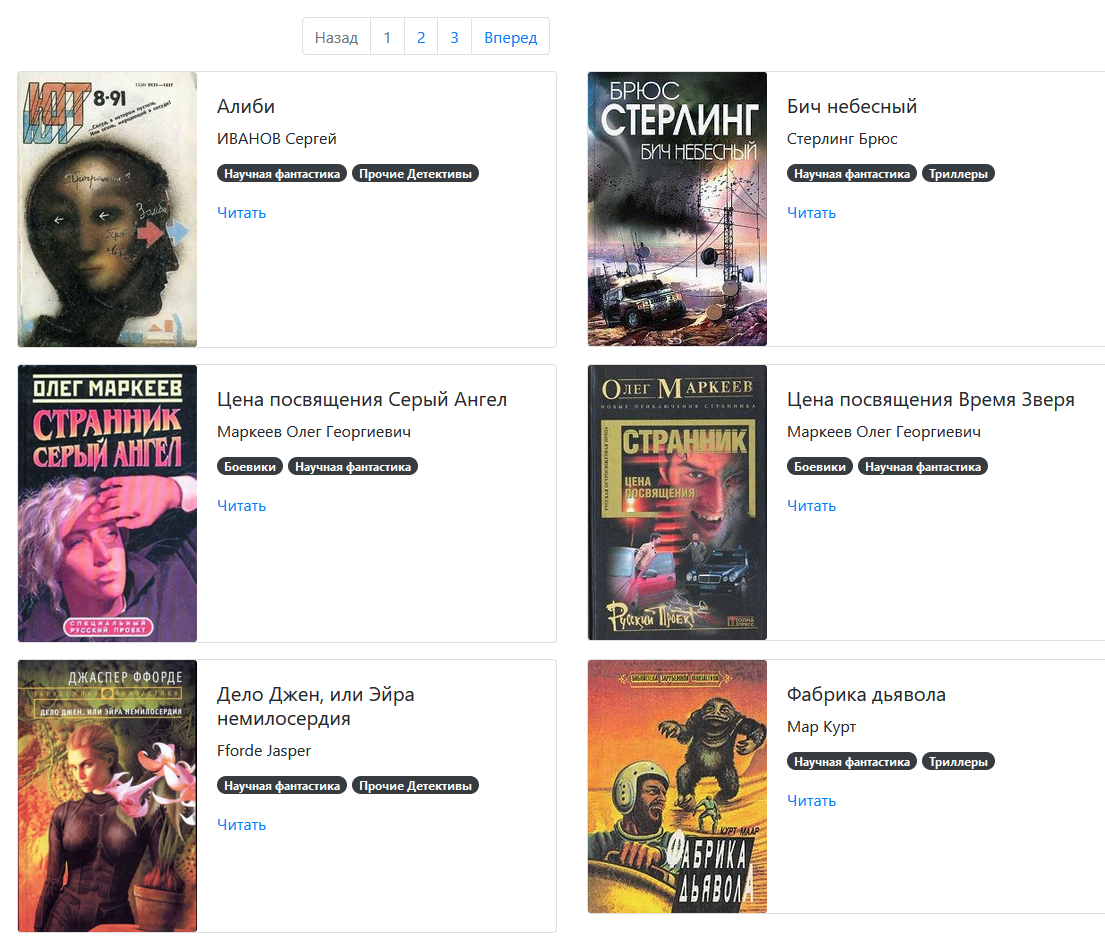 Назад 1 2 3 Вперед
ЮТ 8·91
Алиби
ИВАНОВ Сергей
Научная фантастика Прочие Детективы
Читать
БРЮС
СТЕРЛИНГ
БИЧ НЕБЕСНЫЙ
Бич небесный
Стерлинг Брюс
Научная фантастика Триллеры
Читать
ОЛЕГ МАРКЕЕВ
СТРАННИК
СЕРЫЙ АНГЕЛ
СПЕЦИАЛЬНЫЙ
РУССКИЙ ПРОЕКТ
Цена посвящения Серый Ангел
Маркеев Олег Георгиевич
Боевики Научная фантастика
Читать
ОЛЕГ МАРКЕЕВ
НОВЫЕ ПРИКЛЮЧЕНИЯ СТРАННИКА
СТРАННИК
ЦЕНА
ПОСВЯЩЕНИЯ
Русский Проект
ОЛМА
ПРЕСС
Цена посвящения Время Зверя
Маркеев Олег Георгиевич
Боевики Научная фантастика
Читать
ДЖАСПЕР ФФОРДЕ
ЗАРУБЕЖНАЯ ФАНТАСТИКА
ДЕЛО ДЖЕН, ИЛИ ЭЙРА НЕМИЛОСЕРДИЯ
Дело Джен, или Эйра
немилосердия
Fforde Jasper
Научная фантастика Прочие Детективы
Читать
БИБЛИОТЕКА ЗАРУБЕЖНОЙ ФАНТАСТИКИ
КУРТ МААР
ФАБРИКА
ДЬЯВОЛА
Фабрика дьявола
Мар Курт
Научная фантастика Триллеры
Читать